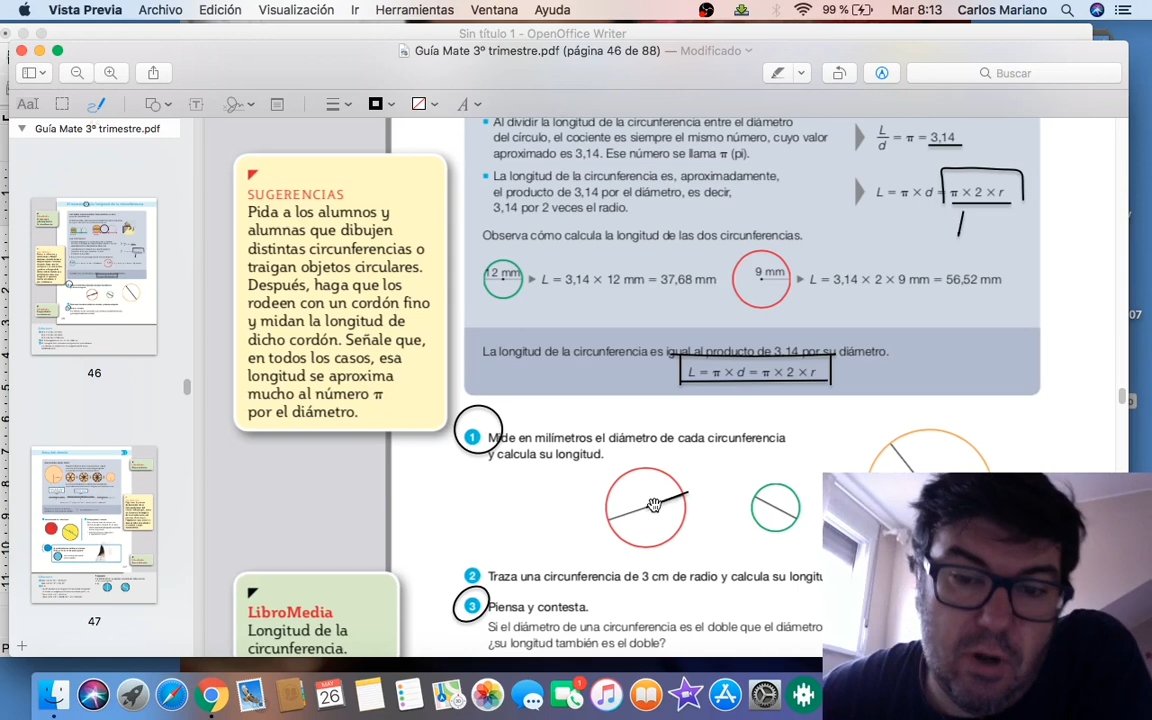 Vista Previa Archivo Edición Visualización Ir Herramientas Ventana Ayuda 99 % Mar 8:13 Carlos Mariano
Sin título 1 - OpenOffice Writer
Guía Mate 3º trimestre.pdf (página 46 de 88) — Modificado
Buscar
AaI T A
Guía Mate 3º trimestre.pdf
46
47
SUGERENCIAS
Pida a los alumnos y
alumnas que dibujen
distintas circunferencias o
traigan objetos circulares.
Después, haga que los
rodeen con un cordón fino
y midan la longitud de
dicho cordón. Señale que,
en todos los casos, esa
longitud se aproxima
mucho al número π
por el diámetro.
LibroMedia
Longitud de la
circunferencia.
Al dividir la longitud de la circunferencia entre el diámetro
del círculo, el cociente es siempre el mismo número, cuyo valor
aproximado es 3,14. Ese número se llama π (pi).
L/d = π = 3,14
La longitud de la circunferencia es, aproximadamente,
el producto de 3,14 por el diámetro, es decir,
3,14 por 2 veces el radio.
L = π × d = π × 2 × r
Observa cómo calcula la longitud de las dos circunferencias.
12 mm L = 3,14 × 12 mm = 37,68 mm 9 mm L = 3,14 × 2 × 9 mm = 56,52 mm
La longitud de la circunferencia es igual al producto de 3,14 por su diámetro.
L = π × d = π × 2 × r
1 Mide en milímetros el diámetro de cada circunferencia
y calcula su longitud.
2 Traza una circunferencia de 3 cm de radio y calcula su longitu
3 Piensa y contesta.
Si el diámetro de una circunferencia es el doble que el diámetro
¿su longitud también es el doble?
07
MAY
26
1